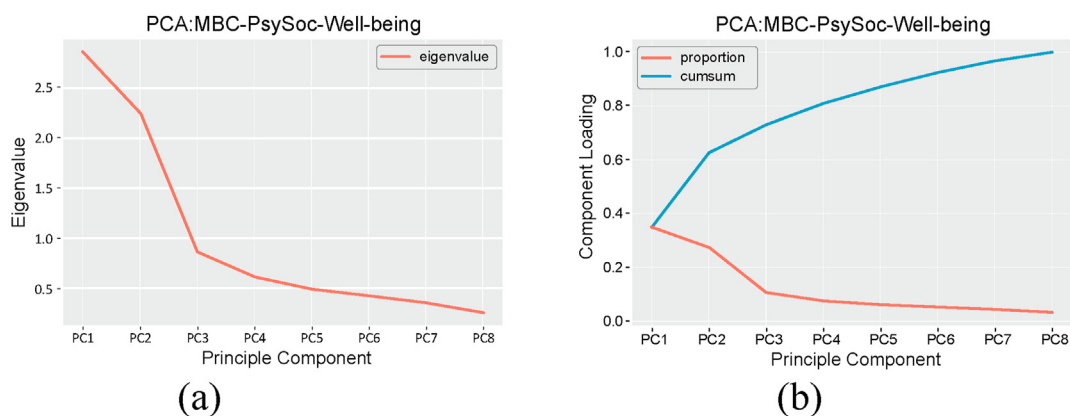 PCA:MBC-PsySoc-Well-being
eigenvalue
2.5
2.0
1.5
1.0
0.5
Eigenvalue
PC1 PC2 PC3 PC4 PC5 PC6 PC7 PC8
Principle Component
(a)
PCA:MBC-PsySoc-Well-being
proportion
cumsum
1.0
0.8
0.6
0.4
0.2
0.0
Component Loading
PC1 PC2 PC3 PC4 PC5 PC6 PC7 PC8
Principle Component
(b)